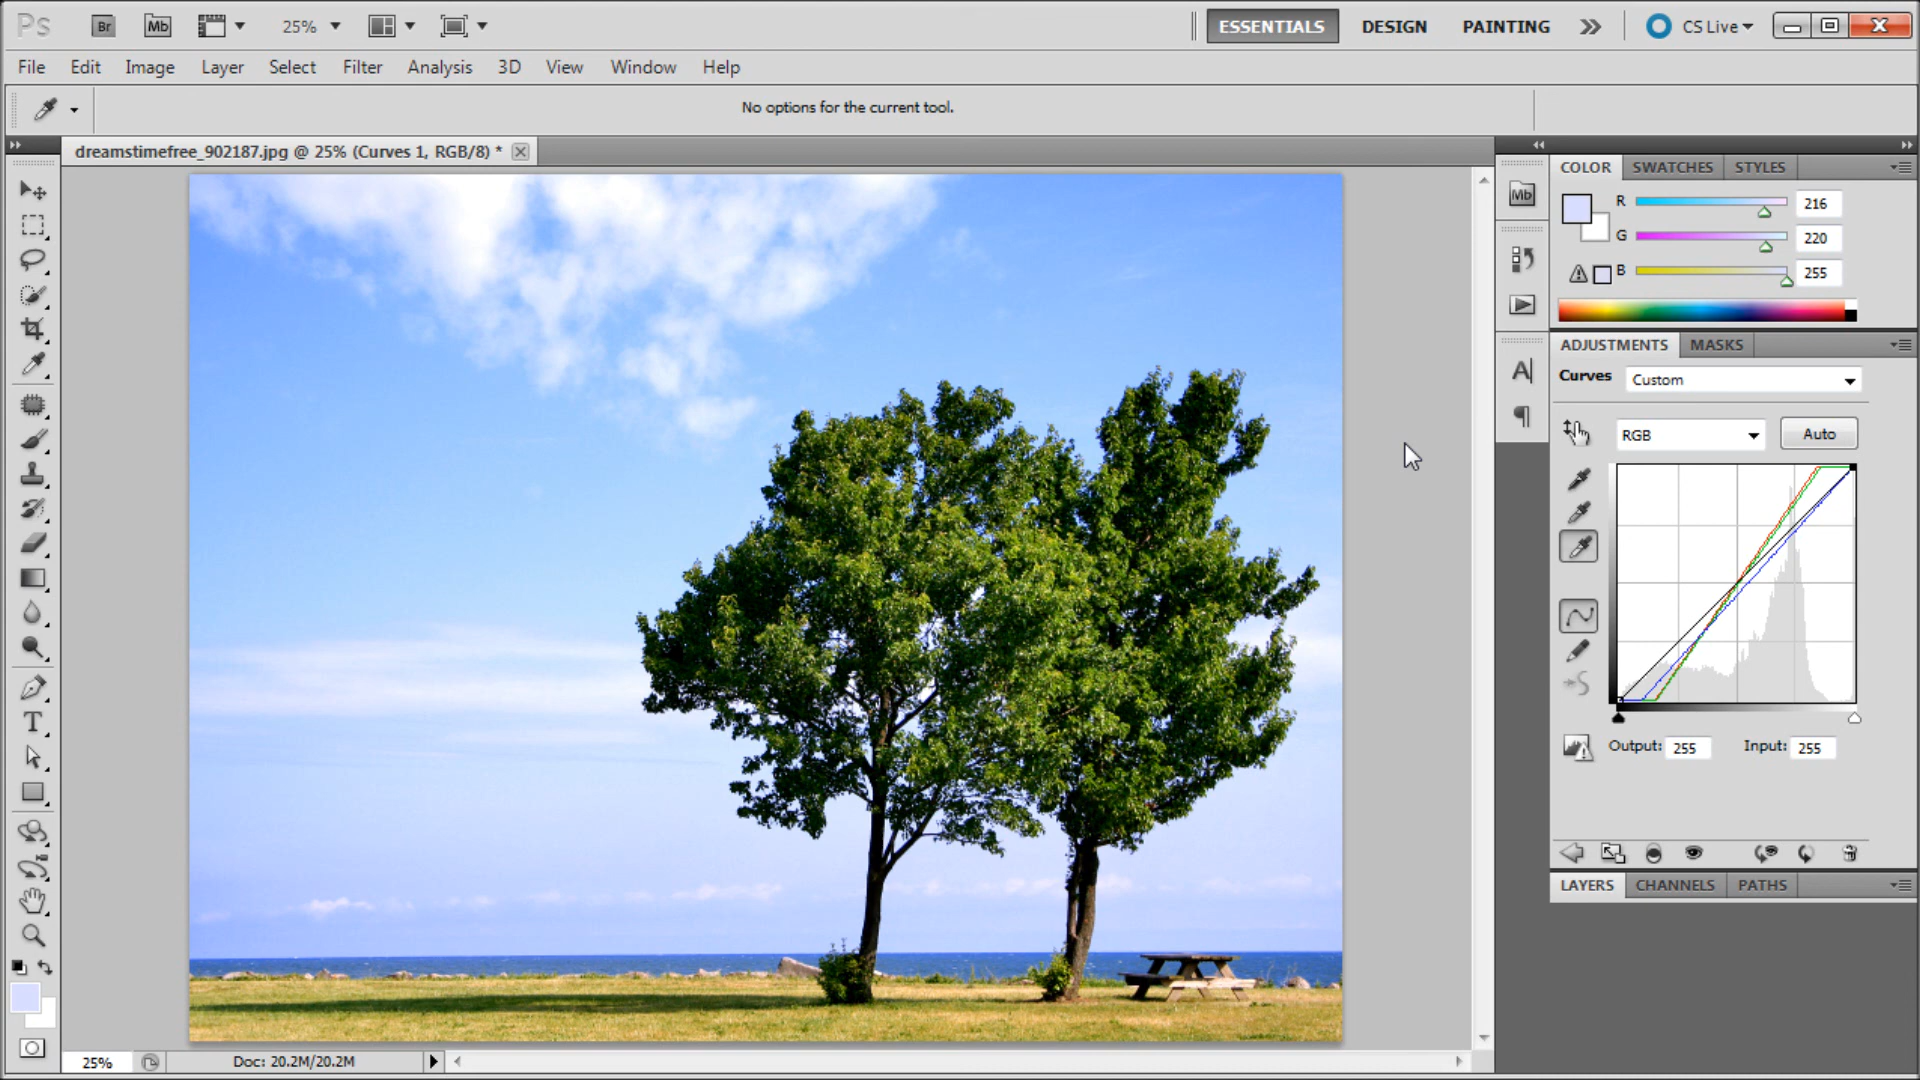 Ps Br Mb 25% ESSENTIALS DESIGN PAINTING CS Live
File Edit Image Layer Select Filter Analysis 3D View Window Help
No options for the current tool.
dreamstimefree_902187.jpg @ 25% (Curves 1, RGB/8) *
Mb
A
T
COLOR SWATCHES STYLES
R 216
G 220
B 255
ADJUSTMENTS MASKS
Curves Custom
RGB Auto
Output: 255 Input: 255
LAYERS CHANNELS PATHS
25% Doc: 20.2M/20.2M